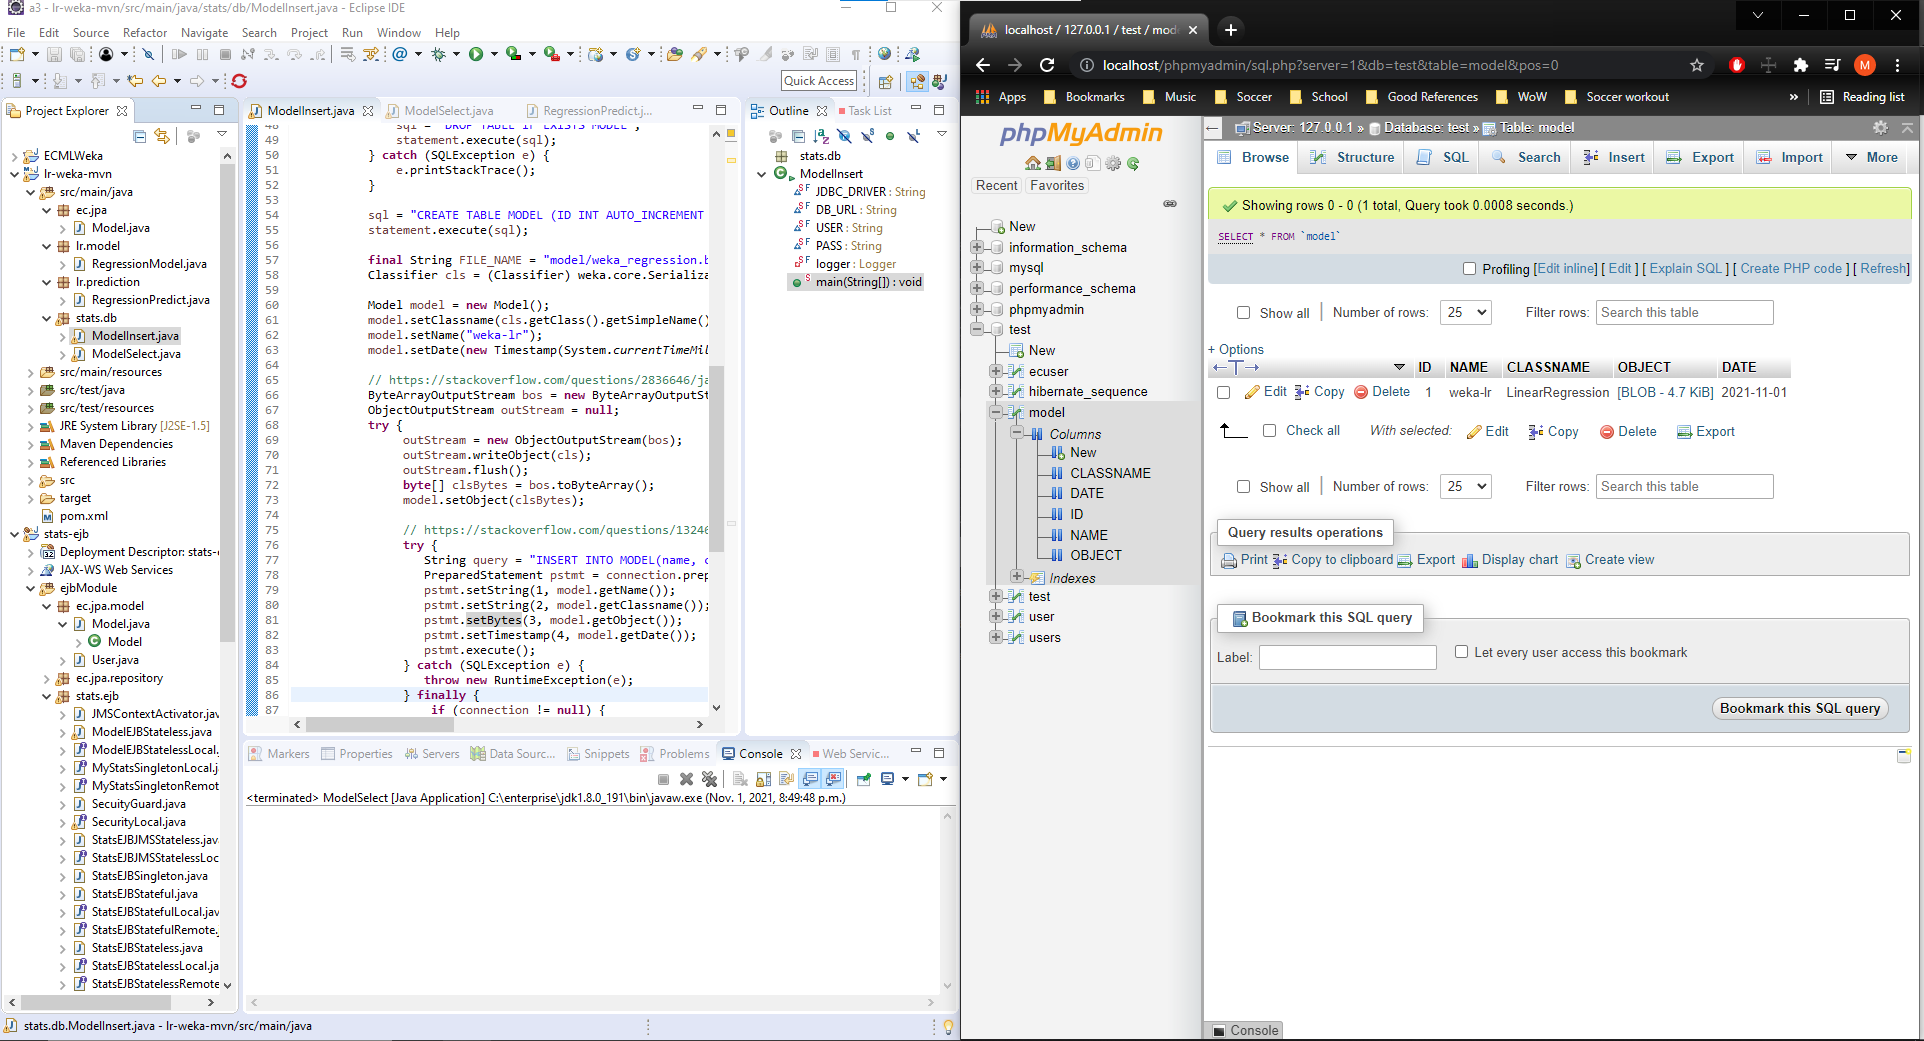 a3 - lr-weka-mvn/src/main/java/stats/db/ModelInsert.java - Eclipse IDE
File Edit Source Refactor Navigate Search Project Run Window Help
Quick Access
Project Explorer
ECMLWeka
lr-weka-mvn
src/main/java
ec.jpa
Model.java
lr.model
RegressionModel.java
lr.prediction
RegressionPredict.java
stats.db
ModelInsert.java
ModelSelect.java
src/main/resources
src/test/java
src/test/resources
JRE System Library [J2SE-1.5]
Maven Dependencies
Referenced Libraries
src
target
pom.xml
stats-ejb
Deployment Descriptor: stats-e
JAX-WS Web Services
ejbModule
ec.jpa.model
Model.java
Model
User.java
ec.jpa.repository
stats.ejb
JMSContextActivator.jav
ModelEJBStateless.java
ModelEJBStatelessLocal.
MyStatsSingletonLocal.j
MyStatsSingletonRemot
SecuityGuard.java
SecurityLocal.java
StatsEJBJMSStateless.java
StatsEJBJMSStatelessLoc
StatsEJBSingleton.java
StatsEJBStateful.java
StatsEJBStatefulLocal.jav
StatsEJBStatefulRemote.
StatsEJBStateless.java
StatsEJBStatelessLocal.ja
StatsEJBStatelessRemote
ModelInsert.java ModelSelect.java RegressionPredict.j...
48 sql = "DROP TABLE IF EXISTS MODEL";
49 statement.execute(sql);
50 } catch (SQLException e) {
51 e.printStackTrace();
52 }
53
54 sql = "CREATE TABLE MODEL (ID INT AUTO_INCREMENT
55 statement.execute(sql);
56
57 final String FILE_NAME = "model/weka_regression.b
58 Classifier cls = (Classifier) weka.core.Serializa
59
60 Model model = new Model();
61 model.setClassname(cls.getClass().getSimpleName()
62 model.setName("weka-lr");
63 model.setDate(new Timestamp(System.currentTimeMil
64
65 // https://stackoverflow.com/questions/2836646/ja
66 ByteArrayOutputStream bos = new ByteArrayOutputSt
67 ObjectOutputStream outStream = null;
68 try {
69 outStream = new ObjectOutputStream(bos);
70 outStream.writeObject(cls);
71 outStream.flush();
72 byte[] clsBytes = bos.toByteArray();
73 model.setObject(clsBytes);
74
75 // https://stackoverflow.com/questions/13246
76 try {
77 String query = "INSERT INTO MODEL(name, c
78 PreparedStatement pstmt = connection.prep
79 pstmt.setString(1, model.getName());
80 pstmt.setString(2, model.getClassname());
81 pstmt.setBytes(3, model.getObject());
82 pstmt.setTimestamp(4, model.getDate());
83 pstmt.execute();
84 } catch (SQLException e) {
85 throw new RuntimeException(e);
86 } finally {
87 if (connection != null) {
Outline Task List
stats.db
ModelInsert
JDBC_DRIVER : String
DB_URL : String
USER : String
PASS : String
logger : Logger
main(String[]) : void
Markers Properties Servers Data Sourc... Snippets Problems Console Web Servic...
<terminated> ModelSelect [Java Application] C:\enterprise\jdk1.8.0_191\bin\javaw.exe (Nov. 1, 2021, 8:49:48 p.m.)
stats.db.ModelInsert.java - lr-weka-mvn/src/main/java
localhost / 127.0.0.1 / test / mod
localhost/phpmyadmin/sql.php?server=1&db=test&table=model&pos=0
M
Apps Bookmarks Music Soccer School Good References WoW Soccer workout » Reading list
phpMyAdmin
Recent Favorites
New
information_schema
mysql
performance_schema
phpmyadmin
test
New
ecuser
hibernate_sequence
model
Columns
New
CLASSNAME
DATE
ID
NAME
OBJECT
Indexes
test
user
users
Server: 127.0.0.1 » Database: test » Table: model
Browse Structure SQL Search Insert Export Import More
Showing rows 0 - 0 (1 total, Query took 0.0008 seconds.)
SELECT * FROM `model`
Profiling [Edit inline] [ Edit ] [ Explain SQL ] [ Create PHP code ] [ Refresh]
Show all Number of rows: 25 Filter rows: Search this table
+ Options
ID NAME CLASSNAME OBJECT DATE
Edit Copy Delete 1 weka-lr LinearRegression [BLOB - 4.7 KiB] 2021-11-01
Check all With selected: Edit Copy Delete Export
Show all Number of rows: 25 Filter rows: Search this table
Query results operations
Print Copy to clipboard Export Display chart Create view
Bookmark this SQL query
Label: Let every user access this bookmark
Bookmark this SQL query
Console